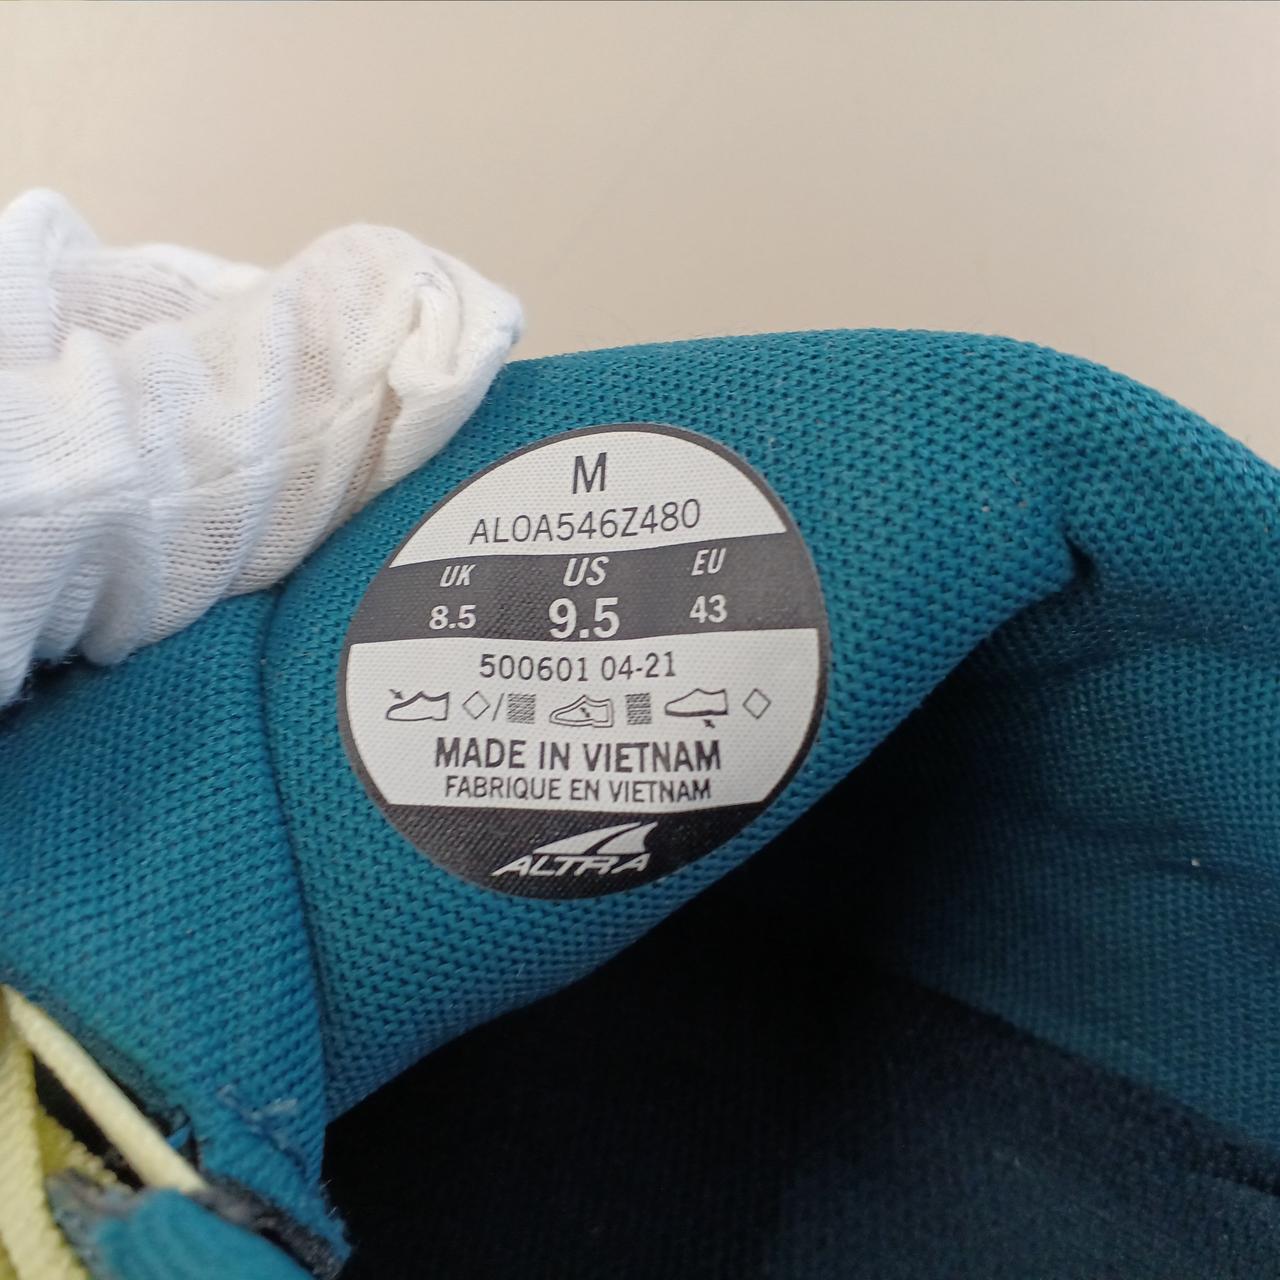 M
AL0A546Z480
UK US EU
8.5 9.5 43
500601 04-21
MADE IN VIETNAM
FABRIQUE EN VIETNAM
ALTRA